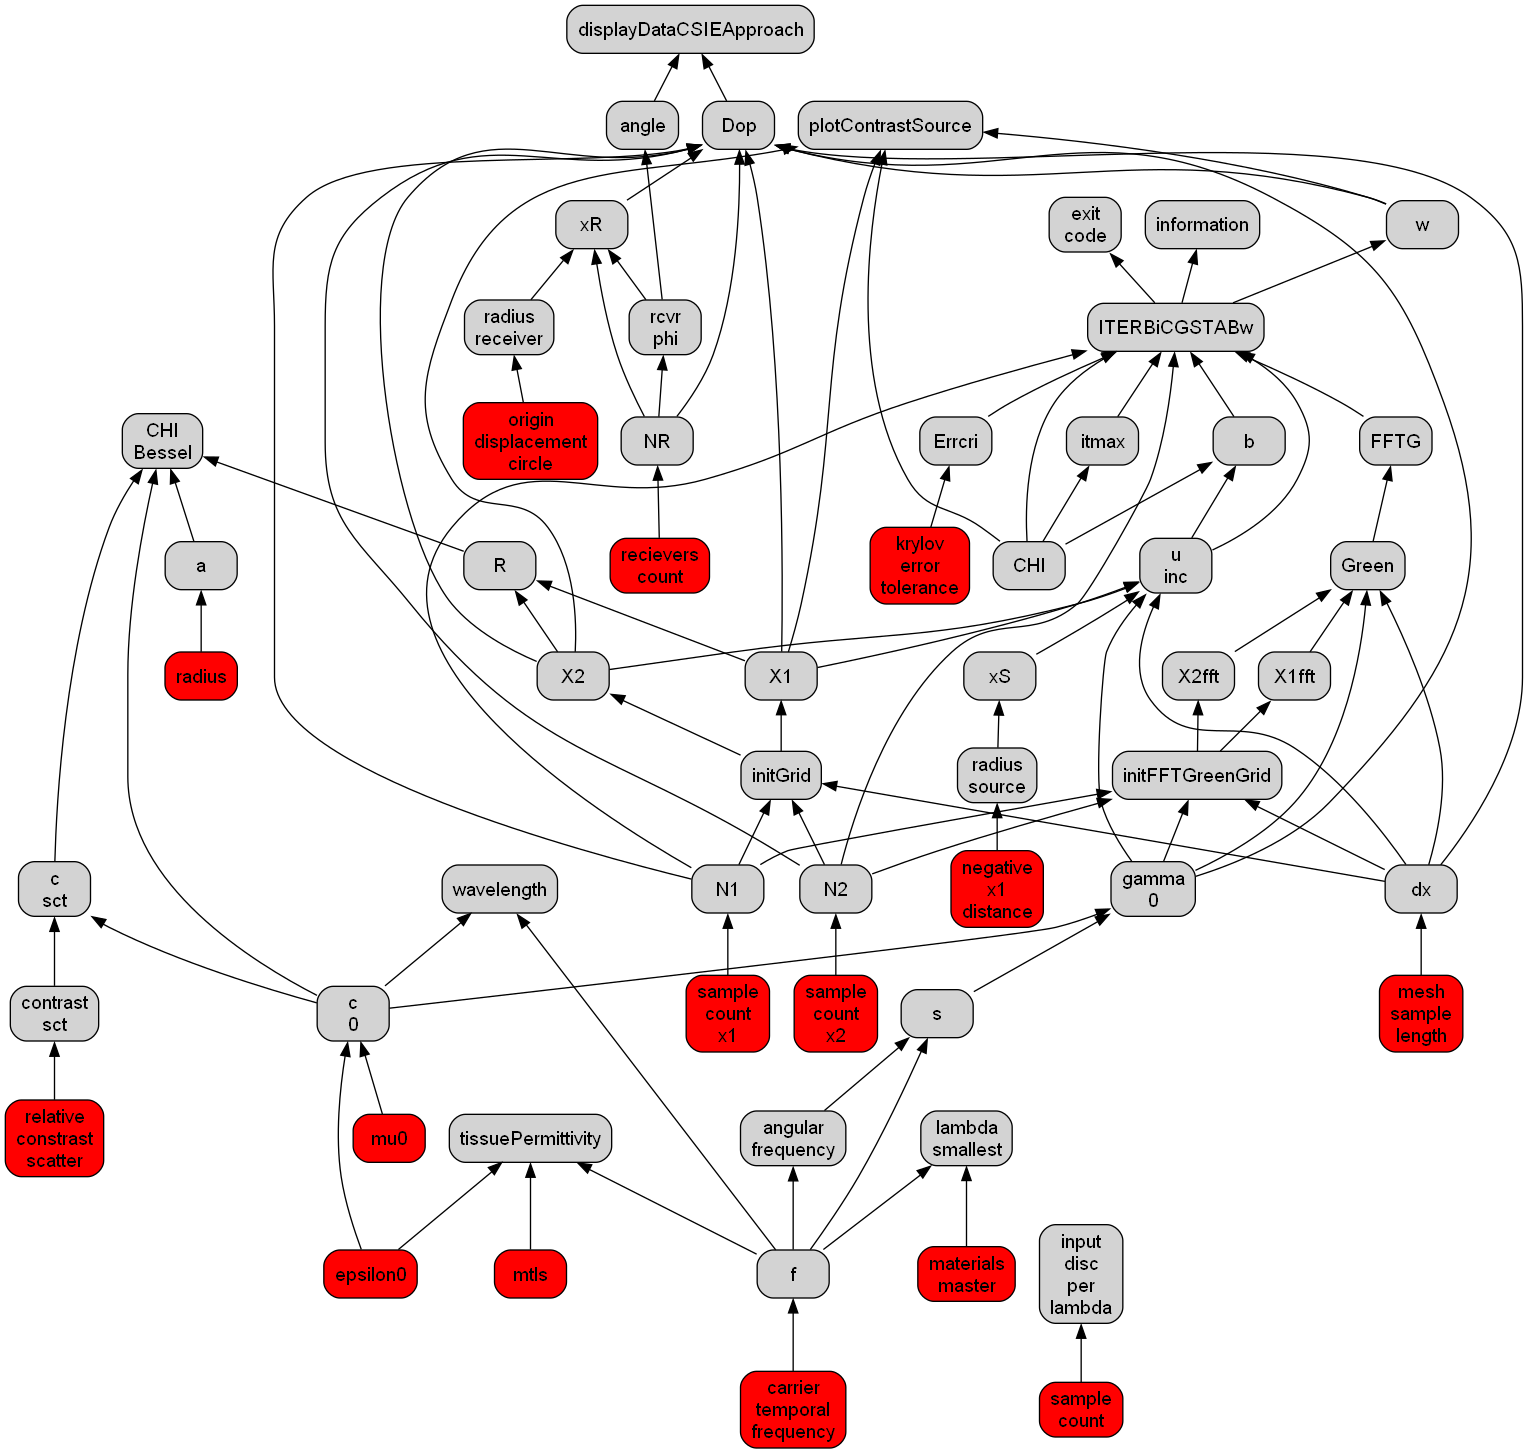 displayDataCSIEApproach
angle
Dop
plotContrastSource
xR
exit
code
information
w
radius
receiver
rcvr
phi
ITERBiCGSTABw
CHI
Bessel
origin
displacement
circle
NR
Errcri
itmax
b
FFTG
a
R
recievers
count
krylov
error
tolerance
CHI
u
inc
Green
radius
X2
X1
xS
X2fft
X1fft
initGrid
radius
source
initFFTGreenGrid
c
sct
wavelength
N1
N2
negative
x1
distance
gamma
0
dx
contrast
sct
c
0
sample
count
x1
sample
count
x2
s
mesh
sample
length
relative
constrast
scatter
mu0
tissuePermittivity
angular
frequency
lambda
smallest
epsilon0
mtls
f
materials
master
input
disc
per
lambda
carrier
temporal
frequency
sample
count